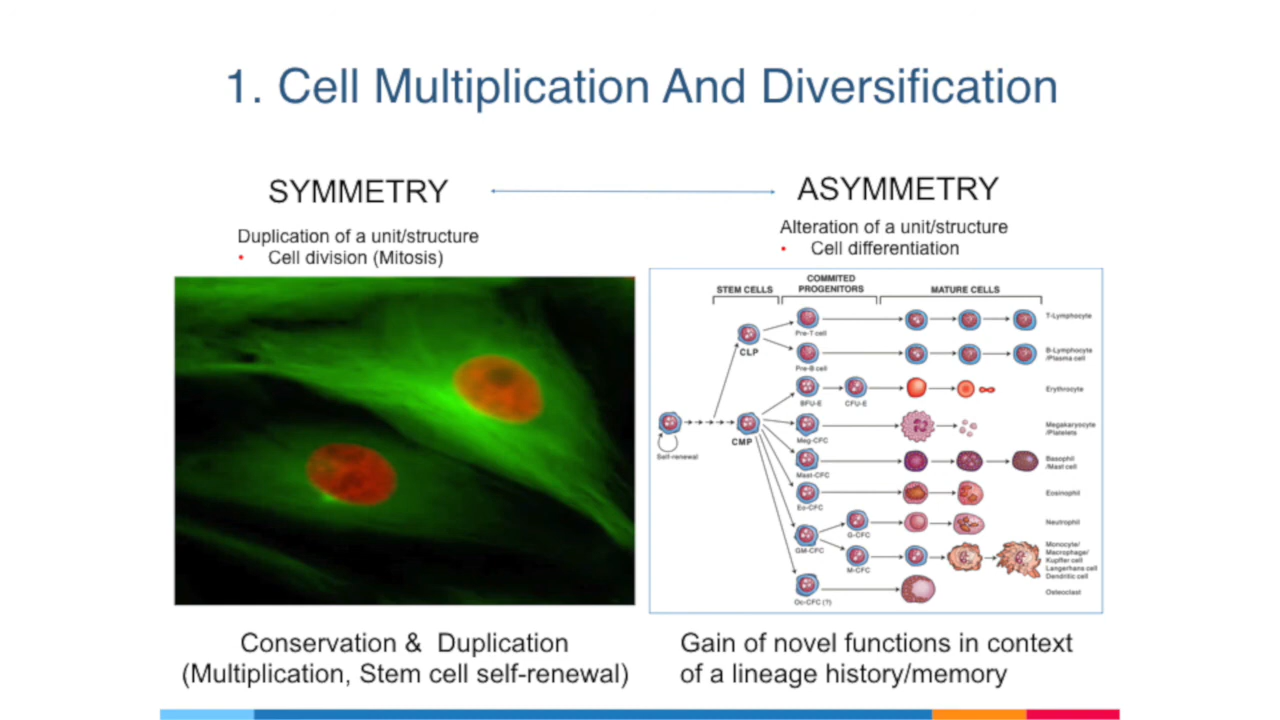 1. Cell Multiplication And Diversification
SYMMETRY
Duplication of a unit/structure
• Cell division (Mitosis)
ASYMMETRY
Alteration of a unit/structure
• Cell differentiation
STEM CELLS
COMMITED
PROGENITORS
MATURE CELLS
CLP
Pre-T cell
T-Lymphocyte
Pre-B cell
B-Lymphocyte
/Plasma cell
BFU-E
CFU-E
Erythrocyte
Self-renewal
CMP
Meg-CFC
Megakaryocyte
/Platelets
Mast-CFC
Basophil
/Mast cell
Eo-CFC
Eosinophil
GM-CFC
G-CFC
Neutrophil
M-CFC
Monocyte/
Macrophage/
Kupffer cell
Langerhans cell
Dendritic cell
Oc-CFC (?)
Osteoclast
Conservation & Duplication
(Multiplication, Stem cell self-renewal)
Gain of novel functions in context
of a lineage history/memory